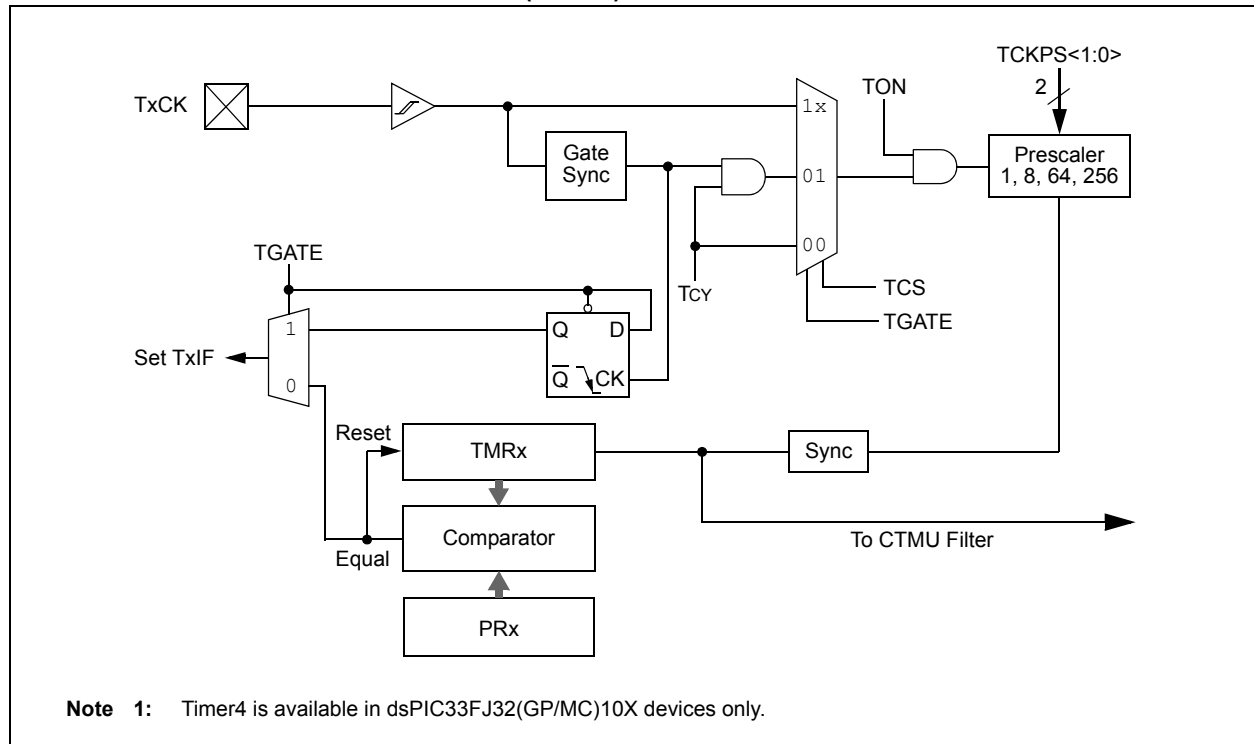 TCKPS<1:0>
2
TxCK
TON
1x
Gate
Sync
Prescaler
1, 8, 64, 256
01
00
TGATE
TCY
TCS
TGATE
1
Q D
Set TxIF
Q CK
0
Reset
TMRx
Sync
Comparator
To CTMU Filter
Equal
PRx
Note 1: Timer4 is available in dsPIC33FJ32(GP/MC)10X devices only.